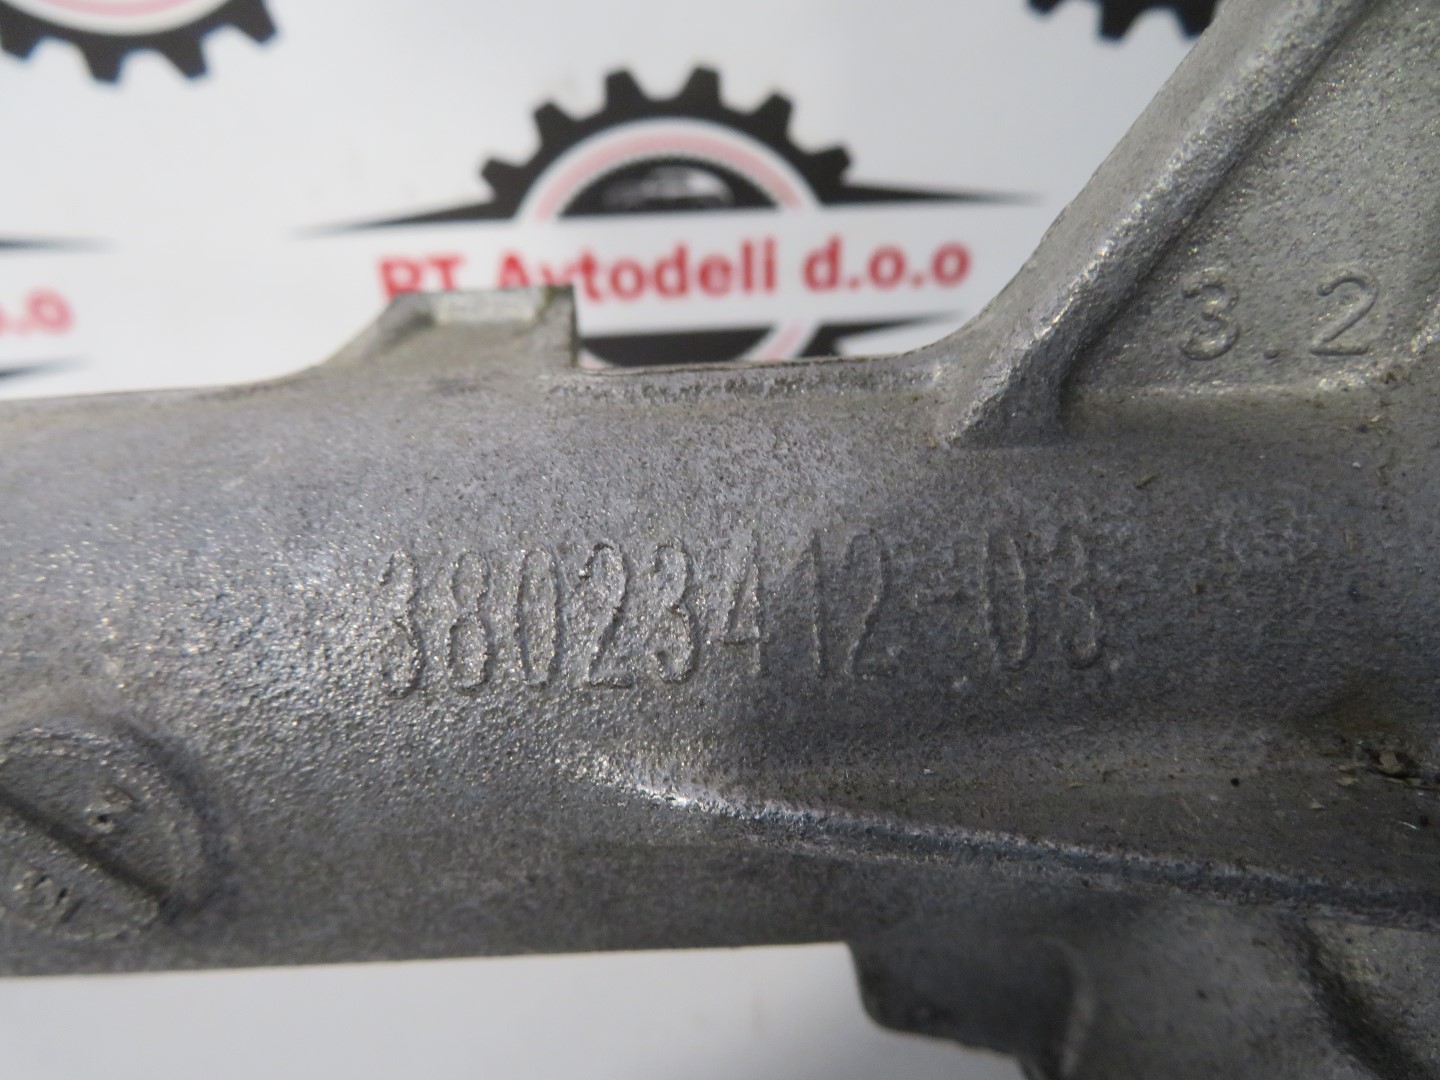 RT Avtodeli d.o.o
.o.o
3.2
38023412-03